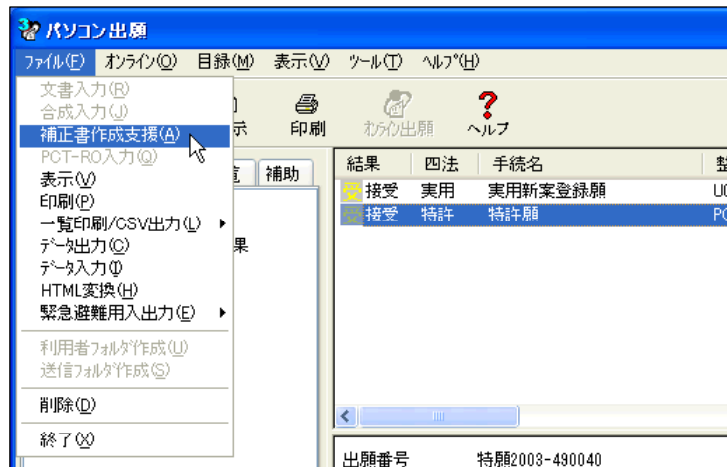 パソコン出願
ファイル(F) オンライン(O) 目録(M) 表示(V) ツール(T) ヘルプ(H)
文書入力(R)
合成入力(J)
補正書作成支援(A)
PCT-RO入力(Q)
表示(V)
印刷(P)
一覧印刷/CSV出力(L)
データ出力(C)
データ入力(I)
HTML変換(H)
緊急避難用入出力(E)
利用者フォルダ作成(U)
送信フォルダ作成(S)
削除(D)
終了(X)
示 印刷 オンライン出願 ヘルプ
補助
果
結果 四法 手続名
受 接受 実用 実用新案登録願
受 接受 特許 特許願
出願番号 特願2003-490040